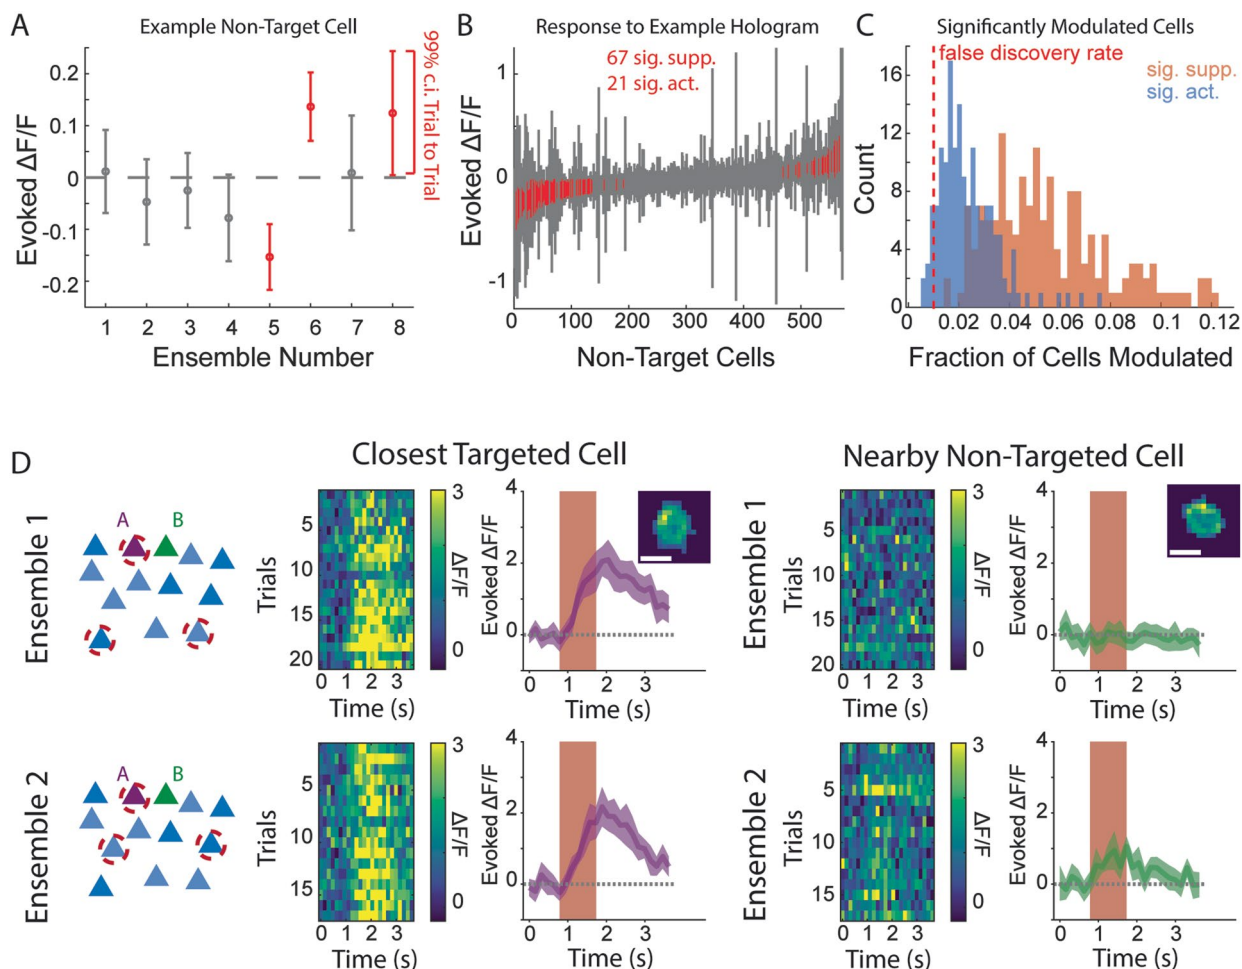 A
Example Non-Target Cell
Evoked ΔF/F
0.2
0.1
0
-0.1
-0.2
1 2 3 4 5 6 7 8
Ensemble Number
99% c.i. Trial to Trial
B
Response to Example Hologram
67 sig. supp.
21 sig. act.
Evoked ΔF/F
1
0
-1
0 100 200 300 400 500
Non-Target Cells
C
Significantly Modulated Cells
false discovery rate
sig. supp.
sig. act.
Count
16
12
8
4
0
0 0.02 0.04 0.06 0.08 0.1 0.12
Fraction of Cells Modulated
D
Closest Targeted Cell
Nearby Non-Targeted Cell
Ensemble 1
A B
Trials
5
10
15
20
0 1 2 3
Time (s)
3
ΔF/F
0
Evoked ΔF/F
4
2
0
0 1 2 3
Time (s)
Ensemble 1
Trials
5
10
15
20
0 1 2 3
Time (s)
3
ΔF/F
0
Evoked ΔF/F
4
2
0
0 1 2 3
Time (s)
Ensemble 2
A B
Trials
5
10
15
0 1 2 3
Time (s)
3
ΔF/F
0
Evoked ΔF/F
4
2
0
0 1 2 3
Time (s)
Ensemble 2
Trials
5
10
15
0 1 2 3
Time (s)
3
ΔF/F
0
Evoked ΔF/F
4
2
0
0 1 2 3
Time (s)